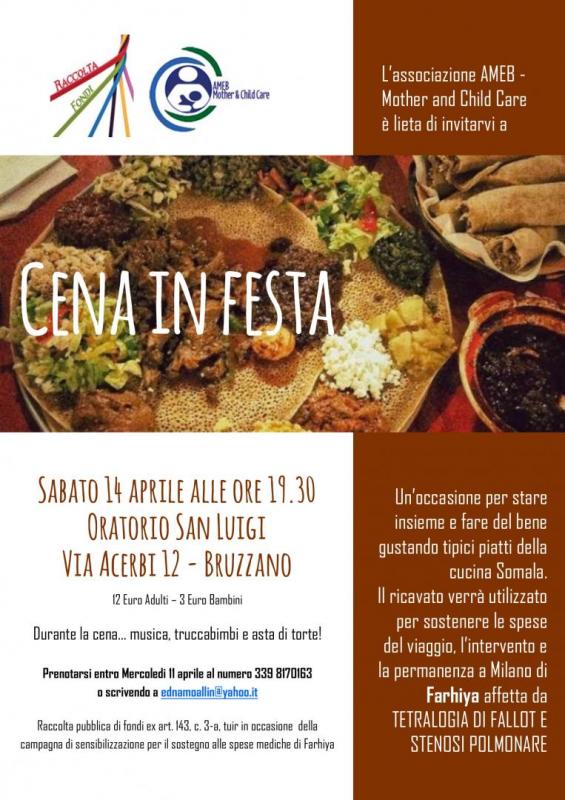 RACCOLTA
FONDI
AMEB
Mother & Child Care
L'associazione AMEB -
Mother and Child Care
è lieta di invitarvi a
CENA IN FESTA
SABATO 14 APRILE ALLE ORE 19.30
ORATORIO SAN LUIGI
VIA ACERBI 12 - BRUZZANO
12 Euro Adulti – 3 Euro Bambini
Durante la cena... musica, truccabimbi e asta di torte!
Prenotarsi entro Mercoledì 11 aprile al numero 339 8170163
o scrivendo a ednamoallin@yahoo.it
Raccolta pubblica di fondi ex art. 143, c. 3-a, tuir in occasione della
campagna di sensibilizzazione per il sostegno alle spese mediche di Farhiya
Un'occasione per stare
insieme e fare del bene
gustando tipici piatti della
cucina Somala.
Il ricavato verrà utilizzato
per sostenere le spese
del viaggio, l'intervento e
la permanenza a Milano di
Farhiya affetta da
TETRALOGIA DI FALLOT E
STENOSI POLMONARE